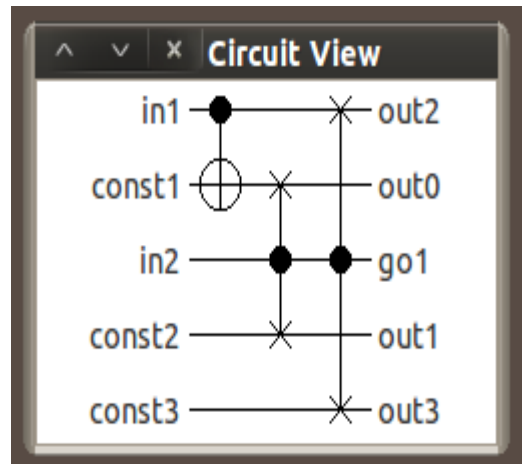 Circuit View
in1 out2
const1 out0
in2 go1
const2 out1
const3 out3